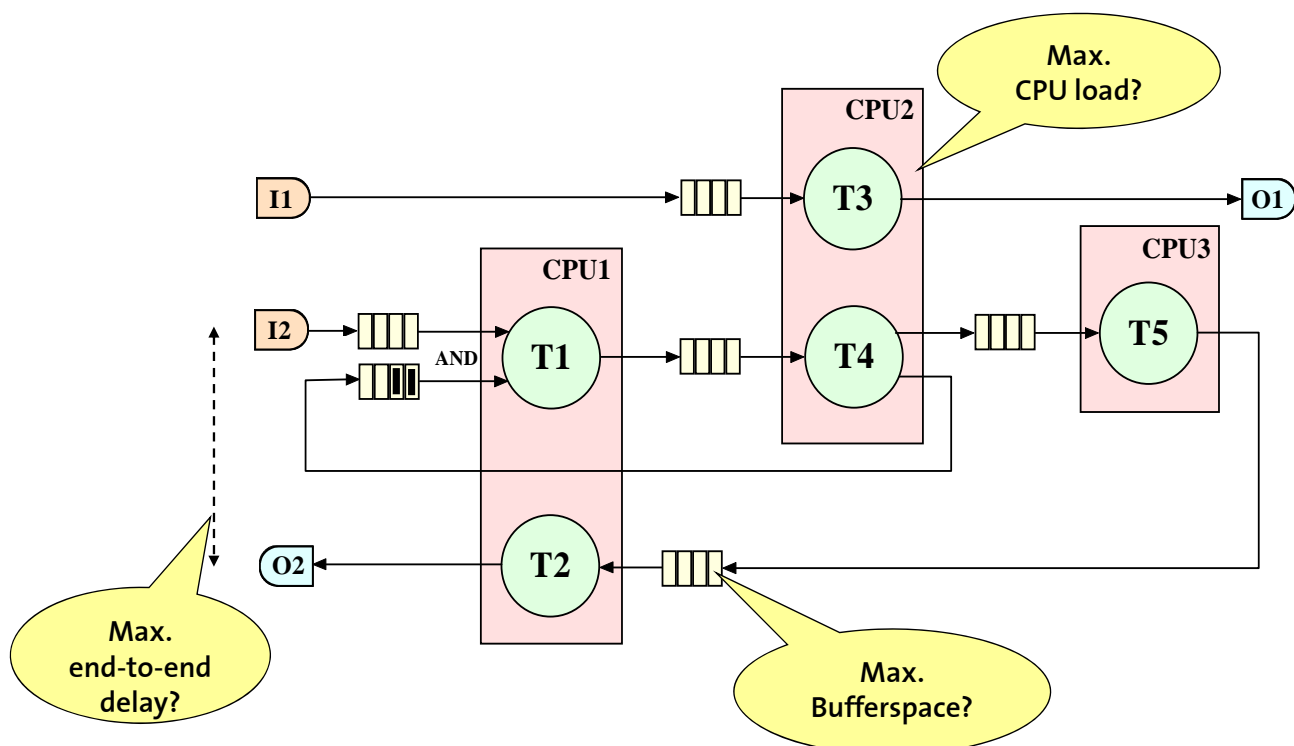 Max.
CPU load?
CPU2
I1
T3
O1
CPU1
CPU3
I2
AND
T1
T4
T5
O2
T2
Max.
end-to-end
delay?
Max.
Bufferspace?